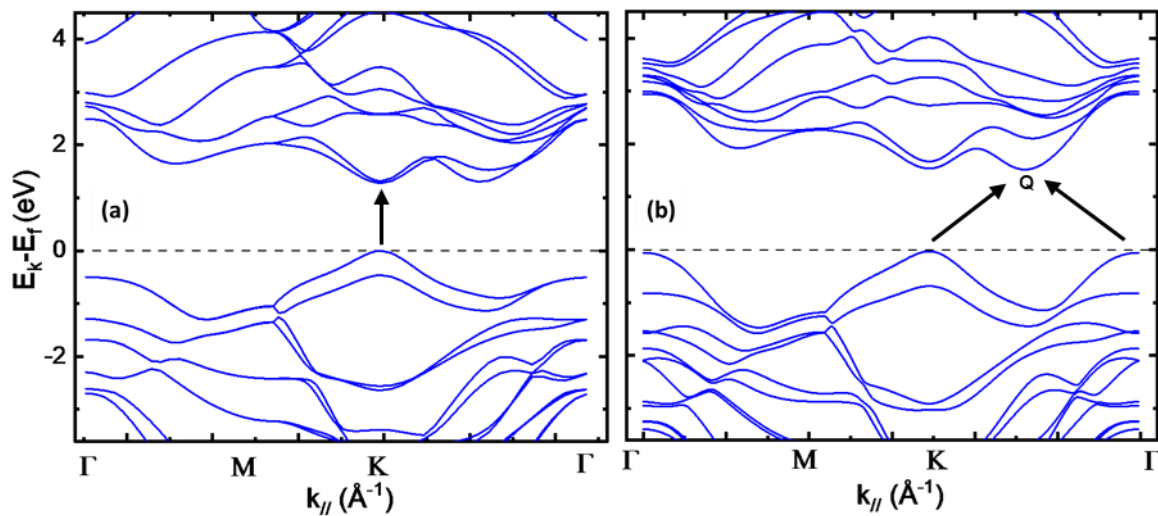 4
2
0
-2
E_k-E_f (eV)
(a)
Γ
M
K
Γ
k_// (Å⁻¹)
(b)
Q
Γ
M
K
Γ
k_// (Å⁻¹)